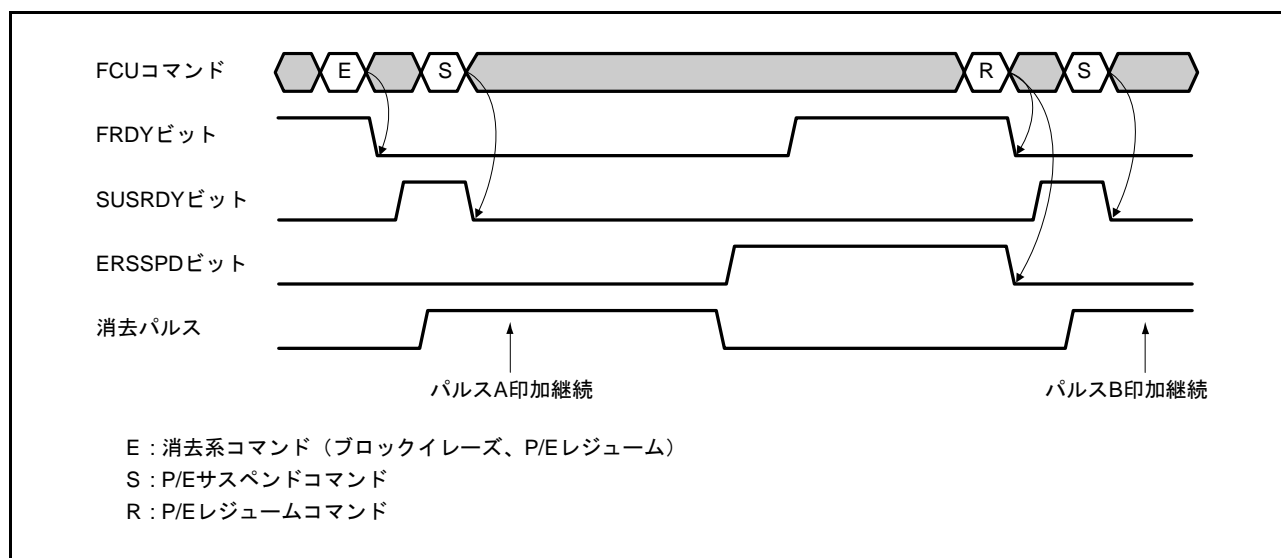 FCUコマンド E S R S
FRDYビット
SUSRDYビット
ERSSPDビット
消去パルス
パルスA印加継続 パルスB印加継続
E : 消去系コマンド（ブロックイレーズ、P/Eレジューム）
S : P/Eサスペンドコマンド
R : P/Eレジュームコマンド